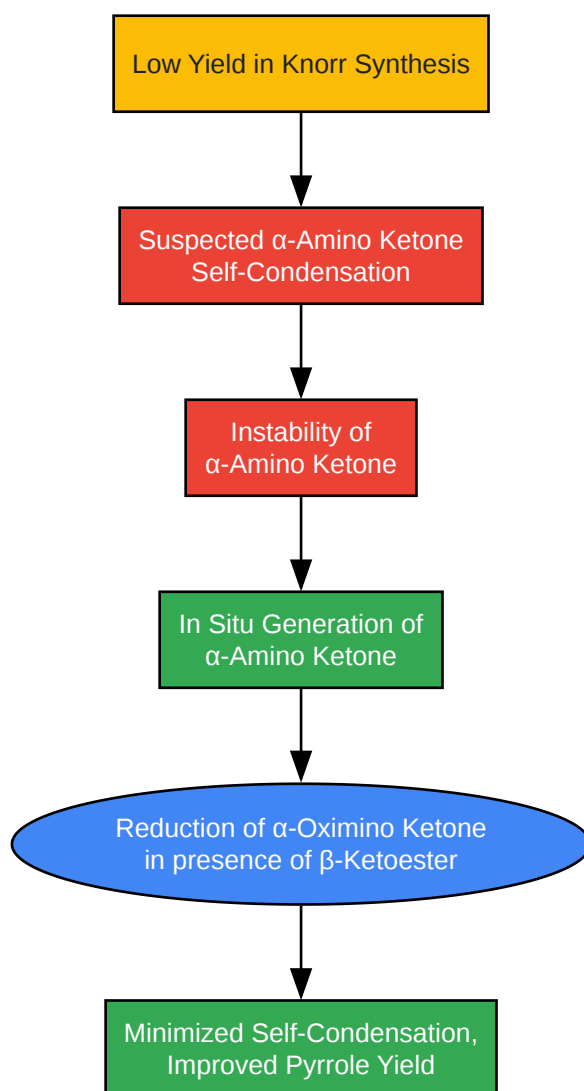 Low Yield in Knorr Synthesis
Suspected α-Amino Ketone
Self-Condensation
Instability of
α-Amino Ketone
In Situ Generation of
α-Amino Ketone
Reduction of α-Oximino Ketone
in presence of β-Ketoester
Minimized Self-Condensation,
Improved Pyrrole Yield